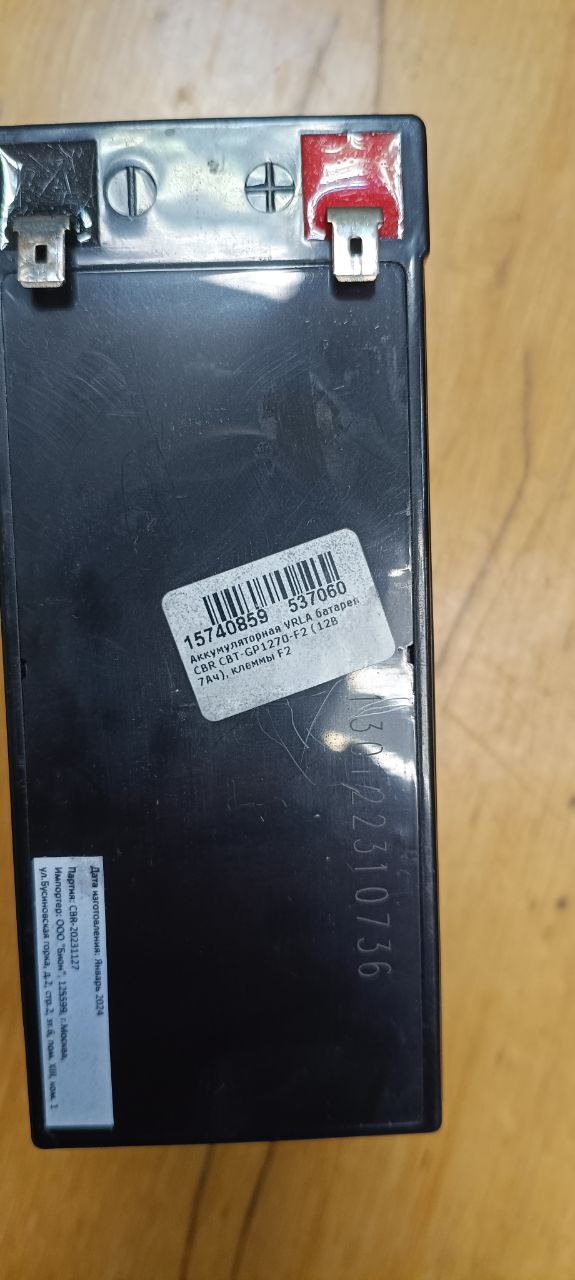 15740859 537060
Аккумуляторная VRLA батарея
CBR CBT-GP1270-F2 (12В
7Ач), клеммы F2
130122310736
Дата изготовления: Январь 2024
Партия: CBR-20231127
Импортер: ООО "Бион", 125599, г.Москва,
ул.Бусиновская горка, д.2, стр.2, эт.6, пом. XIII, ком. 1